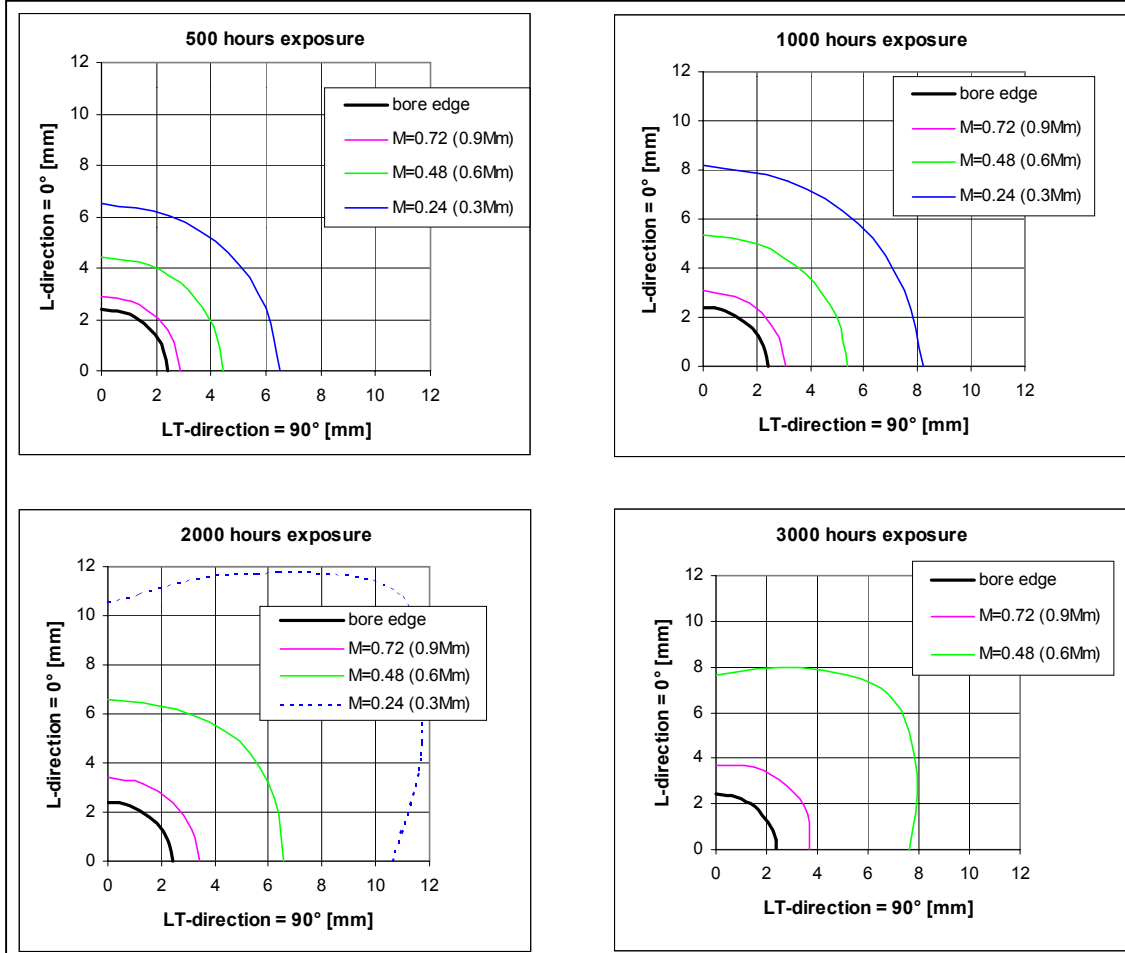 500 hours exposure
12
10
8
6
4
2
0
0 2 4 6 8 10 12
L-direction = 0° [mm]
LT-direction = 90° [mm]
bore edge
M=0.72 (0.9Mm)
M=0.48 (0.6Mm)
M=0.24 (0.3Mm)
1000 hours exposure
12
10
8
6
4
2
0
0 2 4 6 8 10 12
L-direction = 0° [mm]
LT-direction = 90° [mm]
bore edge
M=0.72 (0.9Mm)
M=0.48 (0.6Mm)
M=0.24 (0.3Mm)
2000 hours exposure
12
10
8
6
4
2
0
0 2 4 6 8 10 12
L-direction = 0° [mm]
LT-direction = 90° [mm]
bore edge
M=0.72 (0.9Mm)
M=0.48 (0.6Mm)
M=0.24 (0.3Mm)
3000 hours exposure
12
10
8
6
4
2
0
0 2 4 6 8 10 12
L-direction = 0° [mm]
LT-direction = 90° [mm]
bore edge
M=0.72 (0.9Mm)
M=0.48 (0.6Mm)